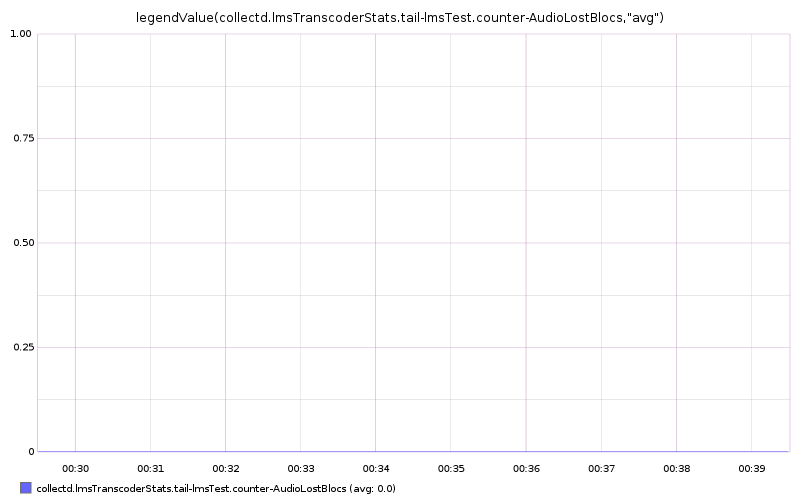 legendValue(collectd.lmsTranscoderStats.tail-lmsTest.counter-AudioLostBlocs,"avg")
1.00
0.75
0.50
0.25
0
00:30 00:31 00:32 00:33 00:34 00:35 00:36 00:37 00:38 00:39
collectd.lmsTranscoderStats.tail-lmsTest.counter-AudioLostBlocs (avg: 0.0)